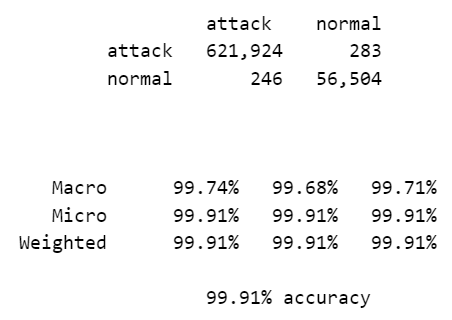 attack normal
attack 621,924 283
normal 246 56,504
Macro 99.74% 99.68% 99.71%
Micro 99.91% 99.91% 99.91%
Weighted 99.91% 99.91% 99.91%
99.91% accuracy